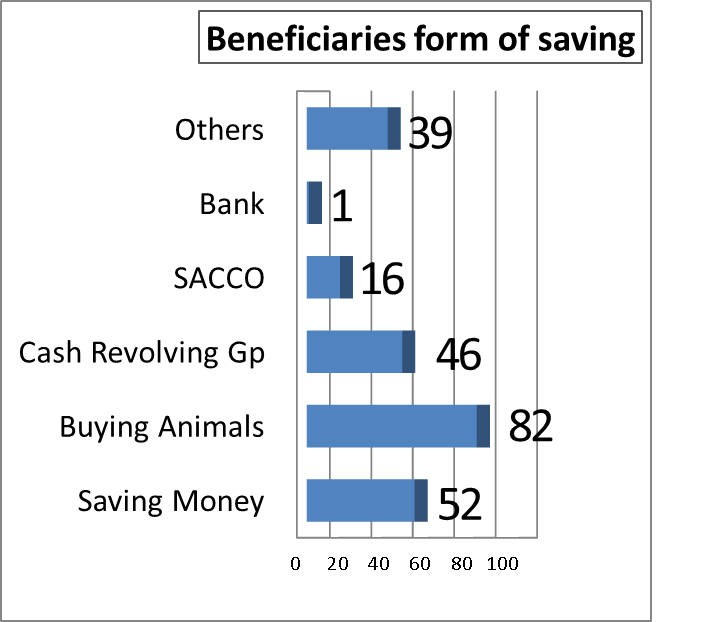 Beneficiaries form of saving
Others 39
Bank 1
SACCO 16
Cash Revolving Gp 46
Buying Animals 82
Saving Money 52
0 20 40 60 80 100